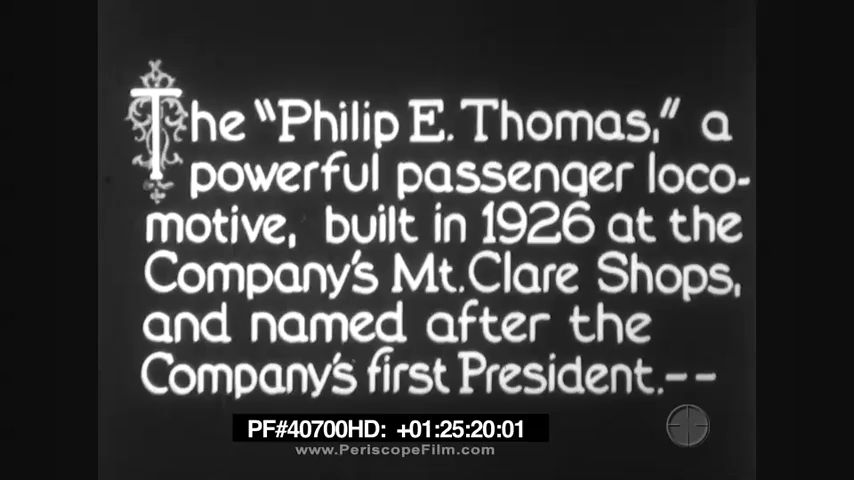 The "Philip E. Thomas," a
powerful passenger loco-
motive, built in 1926 at the
Company's Mt. Clare Shops,
and named after the
Company's first President.--
PF#40700HD: +01:25:20:01
www.PeriscopeFilm.com